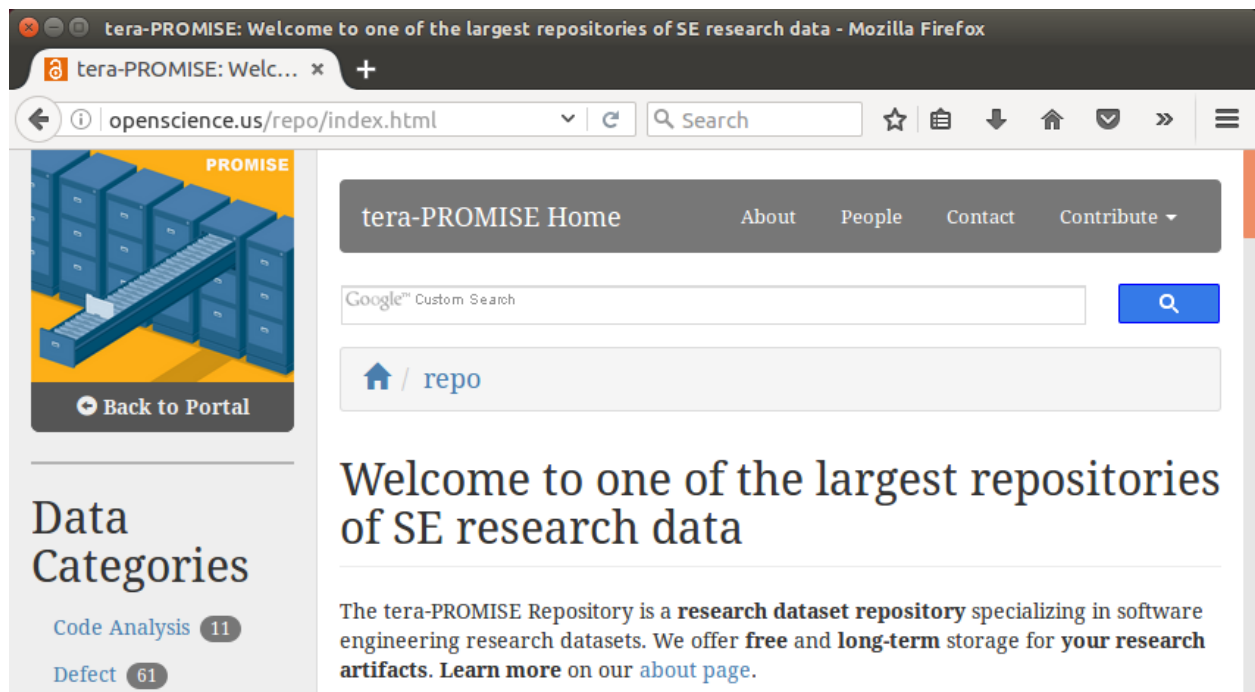 tera-PROMISE: Welcome to one of the largest repositories of SE research data - Mozilla Firefox
tera-PROMISE: Welc...
openscience.us/repo/index.html
Search
PROMISE
Back to Portal
Data
Categories
Code Analysis 11
Defect 61
tera-PROMISE Home About People Contact Contribute
Google™ Custom Search
/ repo
Welcome to one of the largest repositories
of SE research data
The tera-PROMISE Repository is a research dataset repository specializing in software
engineering research datasets. We offer free and long-term storage for your research
artifacts. Learn more on our about page.